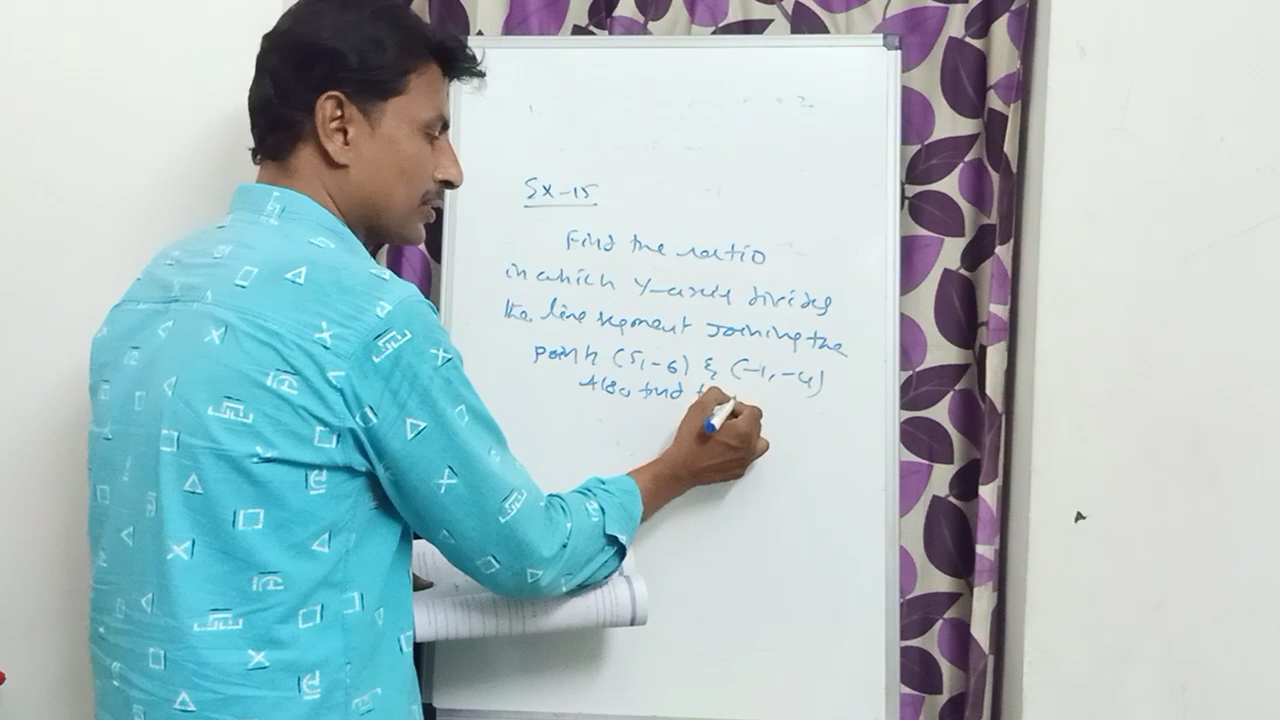 Ex-15
Find the ratio
in which Y-axis divides
the line segment Joining the
points (5,-6) & (-1,-4)
Also find t